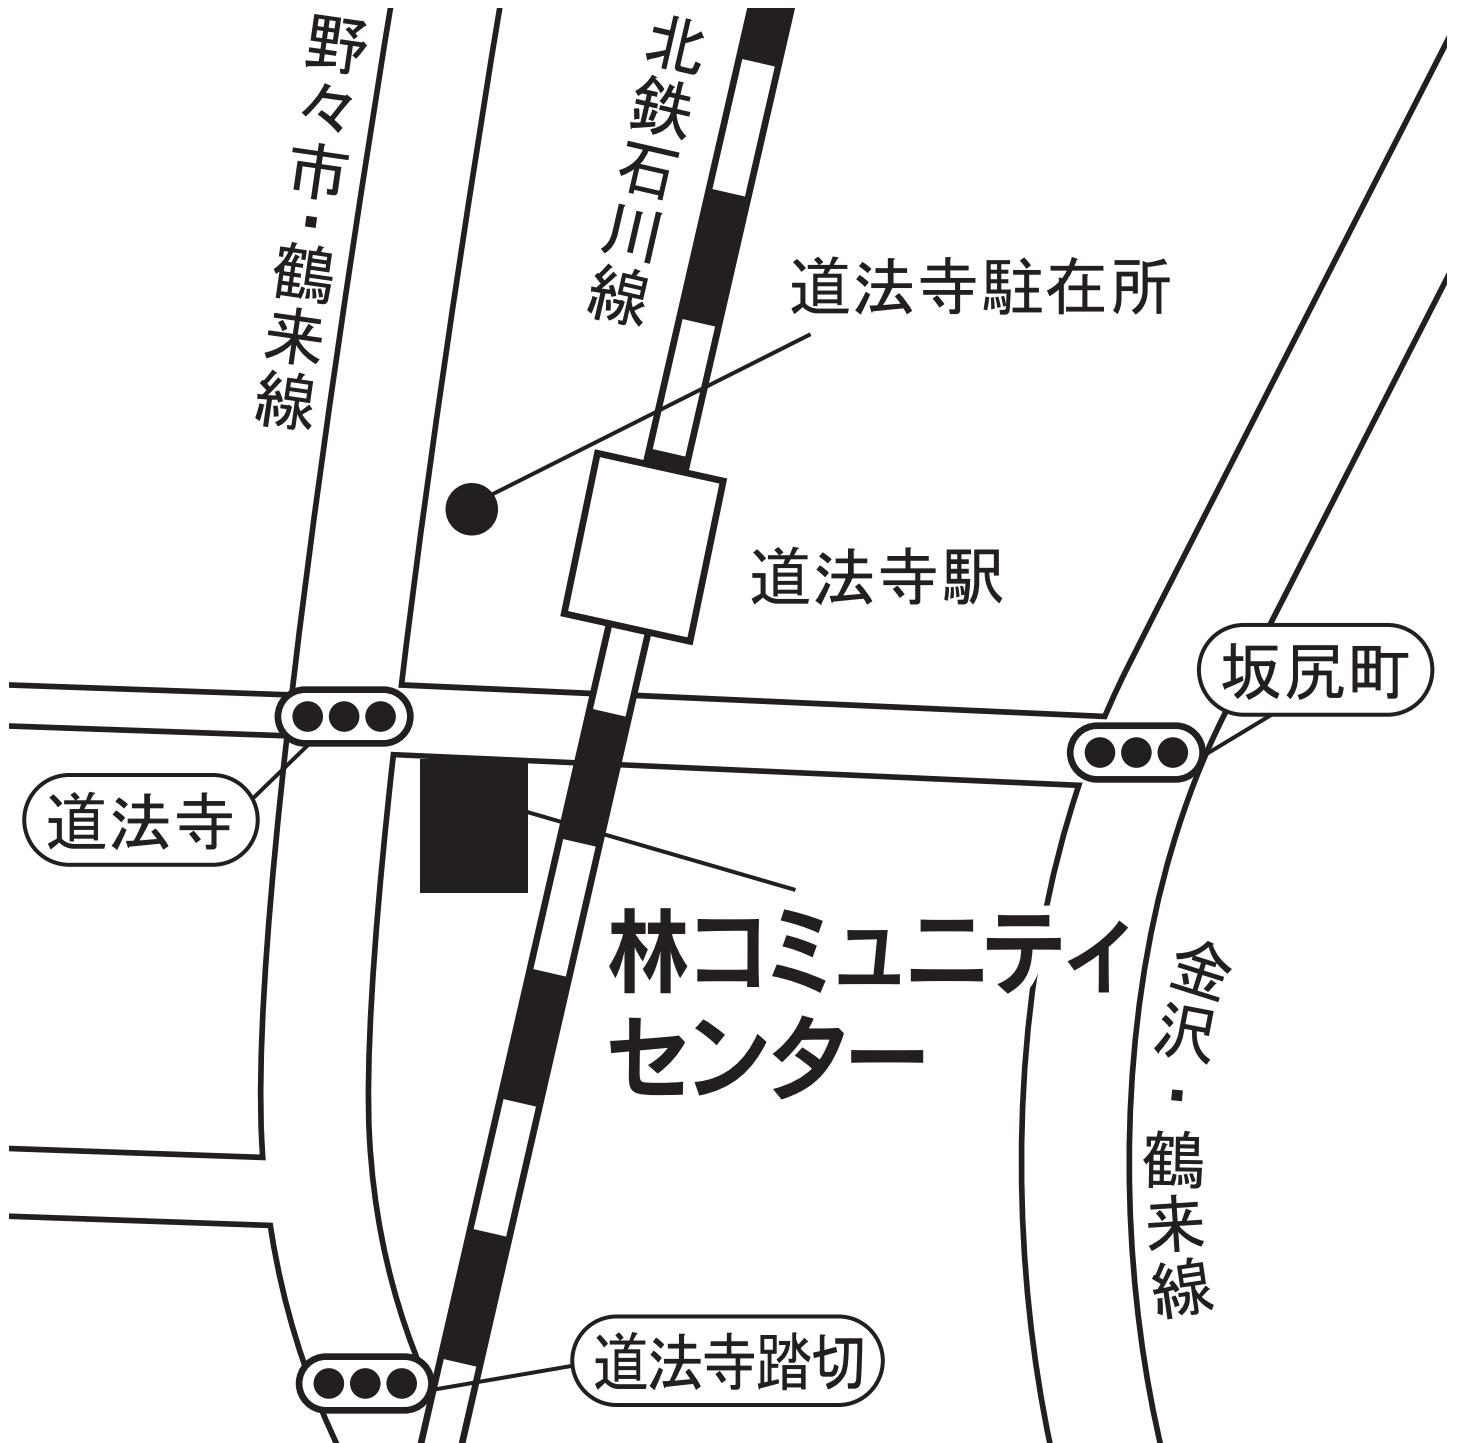 野々市・鶴来線
北鉄石川線
道法寺駐在所
道法寺駅
坂尻町
道法寺
林コミュニティ
センター
金沢・鶴来線
道法寺踏切